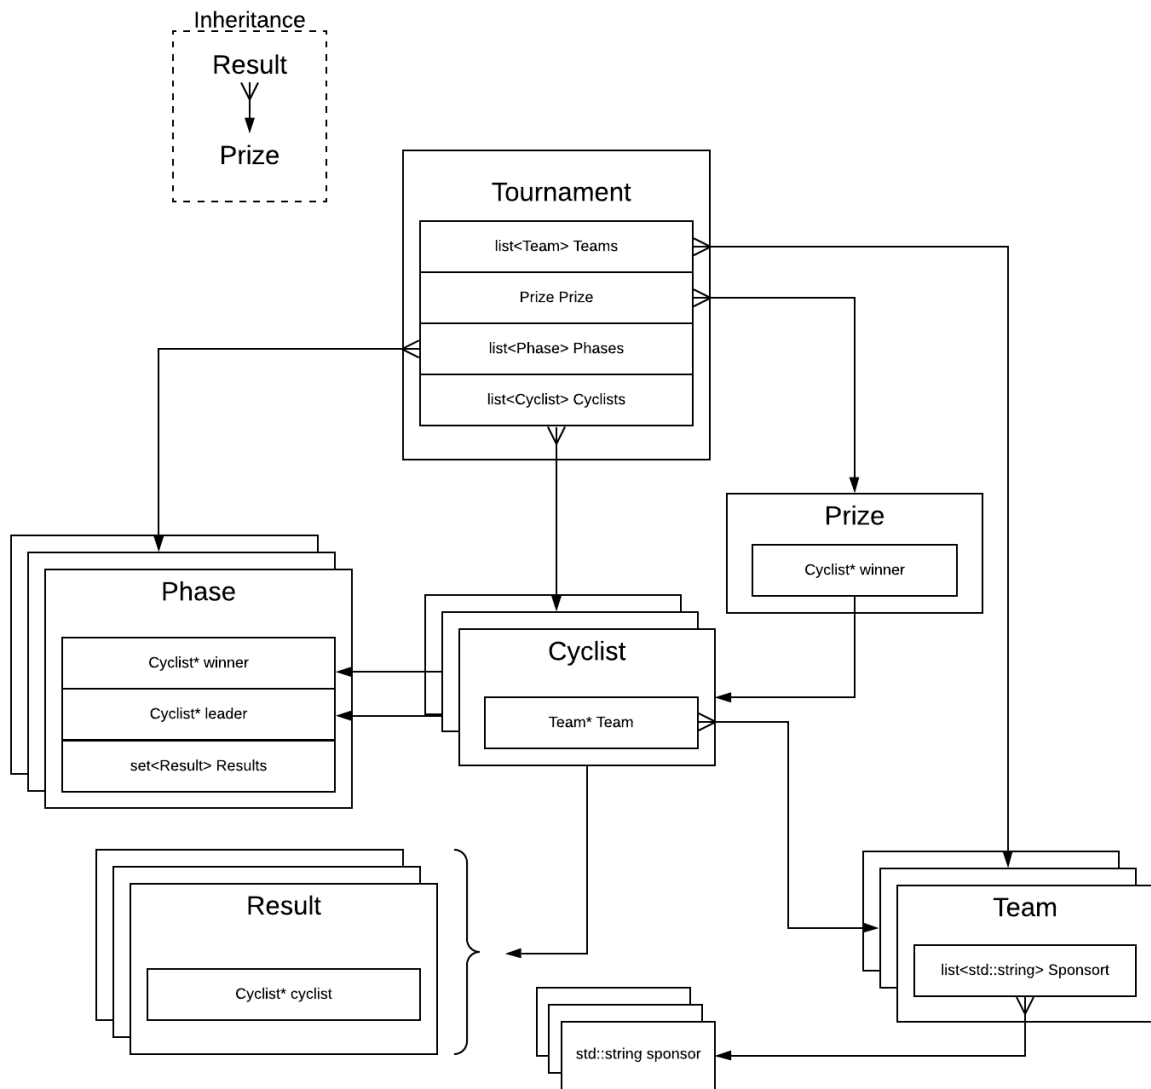 Inheritance
Result
Prize
Tournament
list<Team> Teams
Prize Prize
list<Phase> Phases
list<Cyclist> Cyclists
Prize
Cyclist* winner
Phase
Cyclist* winner
Cyclist* leader
set<Result> Results
Cyclist
Team* Team
Result
Cyclist* cyclist
Team
list<std::string> Sponsort
std::string sponsor